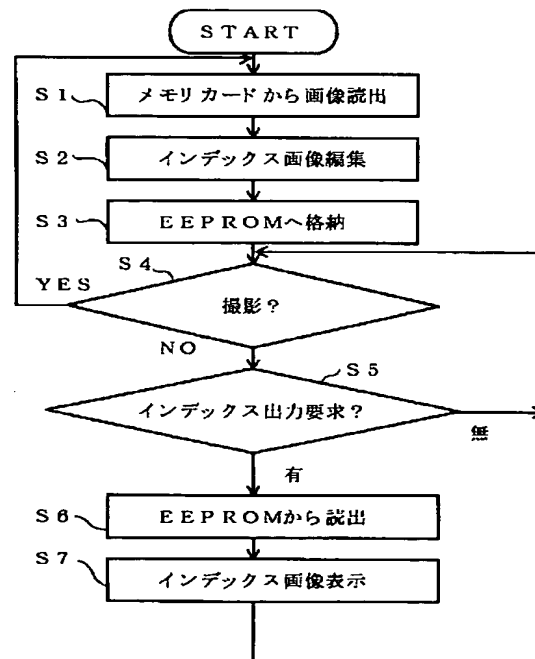 START
S1 メモリカードから画像読出
S2 インデックス画像編集
S3 EEPROMへ格納
S4
YES 撮影？
NO
S5
インデックス出力要求？
無
有
S6 EEPROMから読出
S7
インデックス画像表示